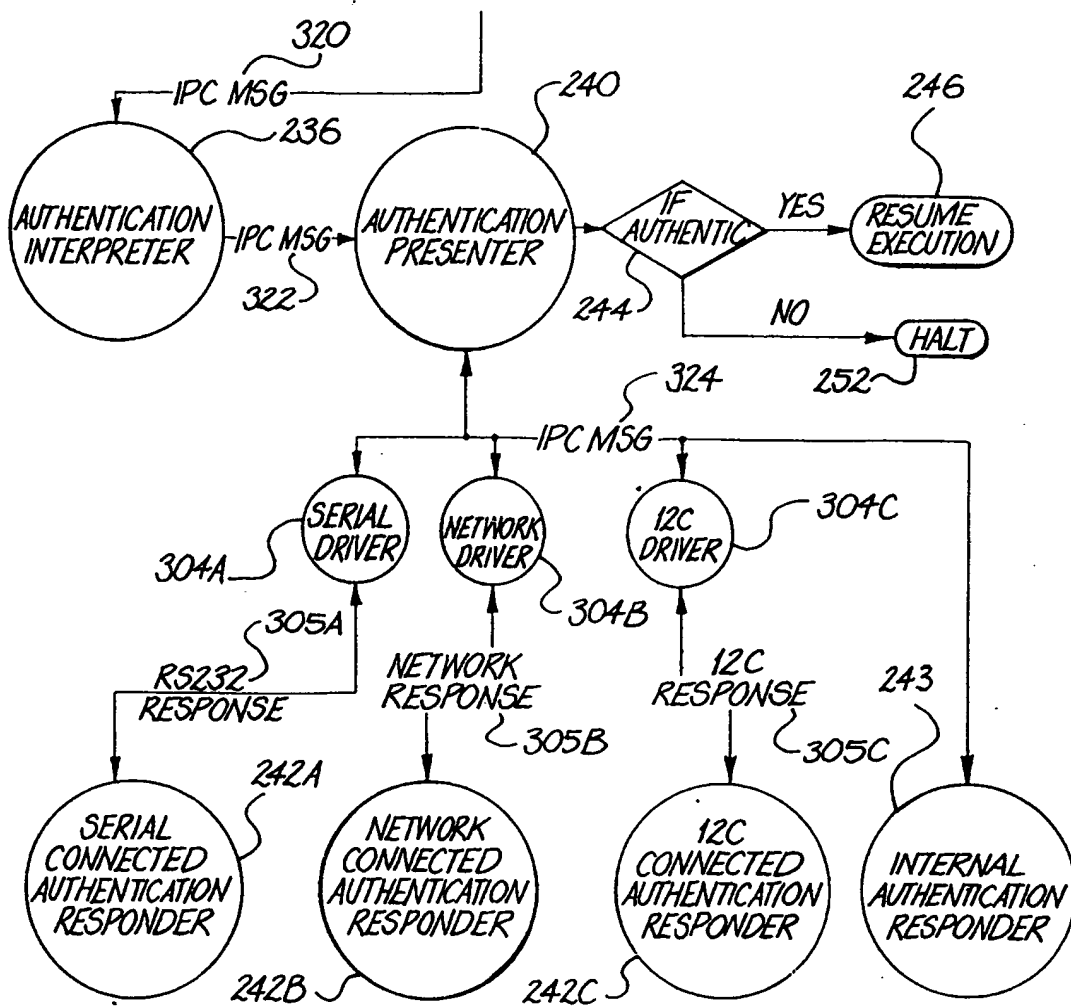 320
IPC MSG
240
246
236
AUTHENTICATION
INTERPRETER
IPC MSG
322
AUTHENTICATION
PRESENTER
IF
AUTHENTIC
YES
RESUME
EXECUTION
244
NO
HALT
252
324
IPC MSG
SERIAL
DRIVER
304A
NETWORK
DRIVER
304B
12C
DRIVER
304C
305A
RS232
RESPONSE
NETWORK
RESPONSE
305B
12C
RESPONSE
305C
243
242A
SERIAL
CONNECTED
AUTHENTICATION
RESPONDER
NETWORK
CONNECTED
AUTHENTICATION
RESPONDER
242B
12C
CONNECTED
AUTHENTICATION
RESPONDER
242C
INTERNAL
AUTHENTICATION
RESPONDER